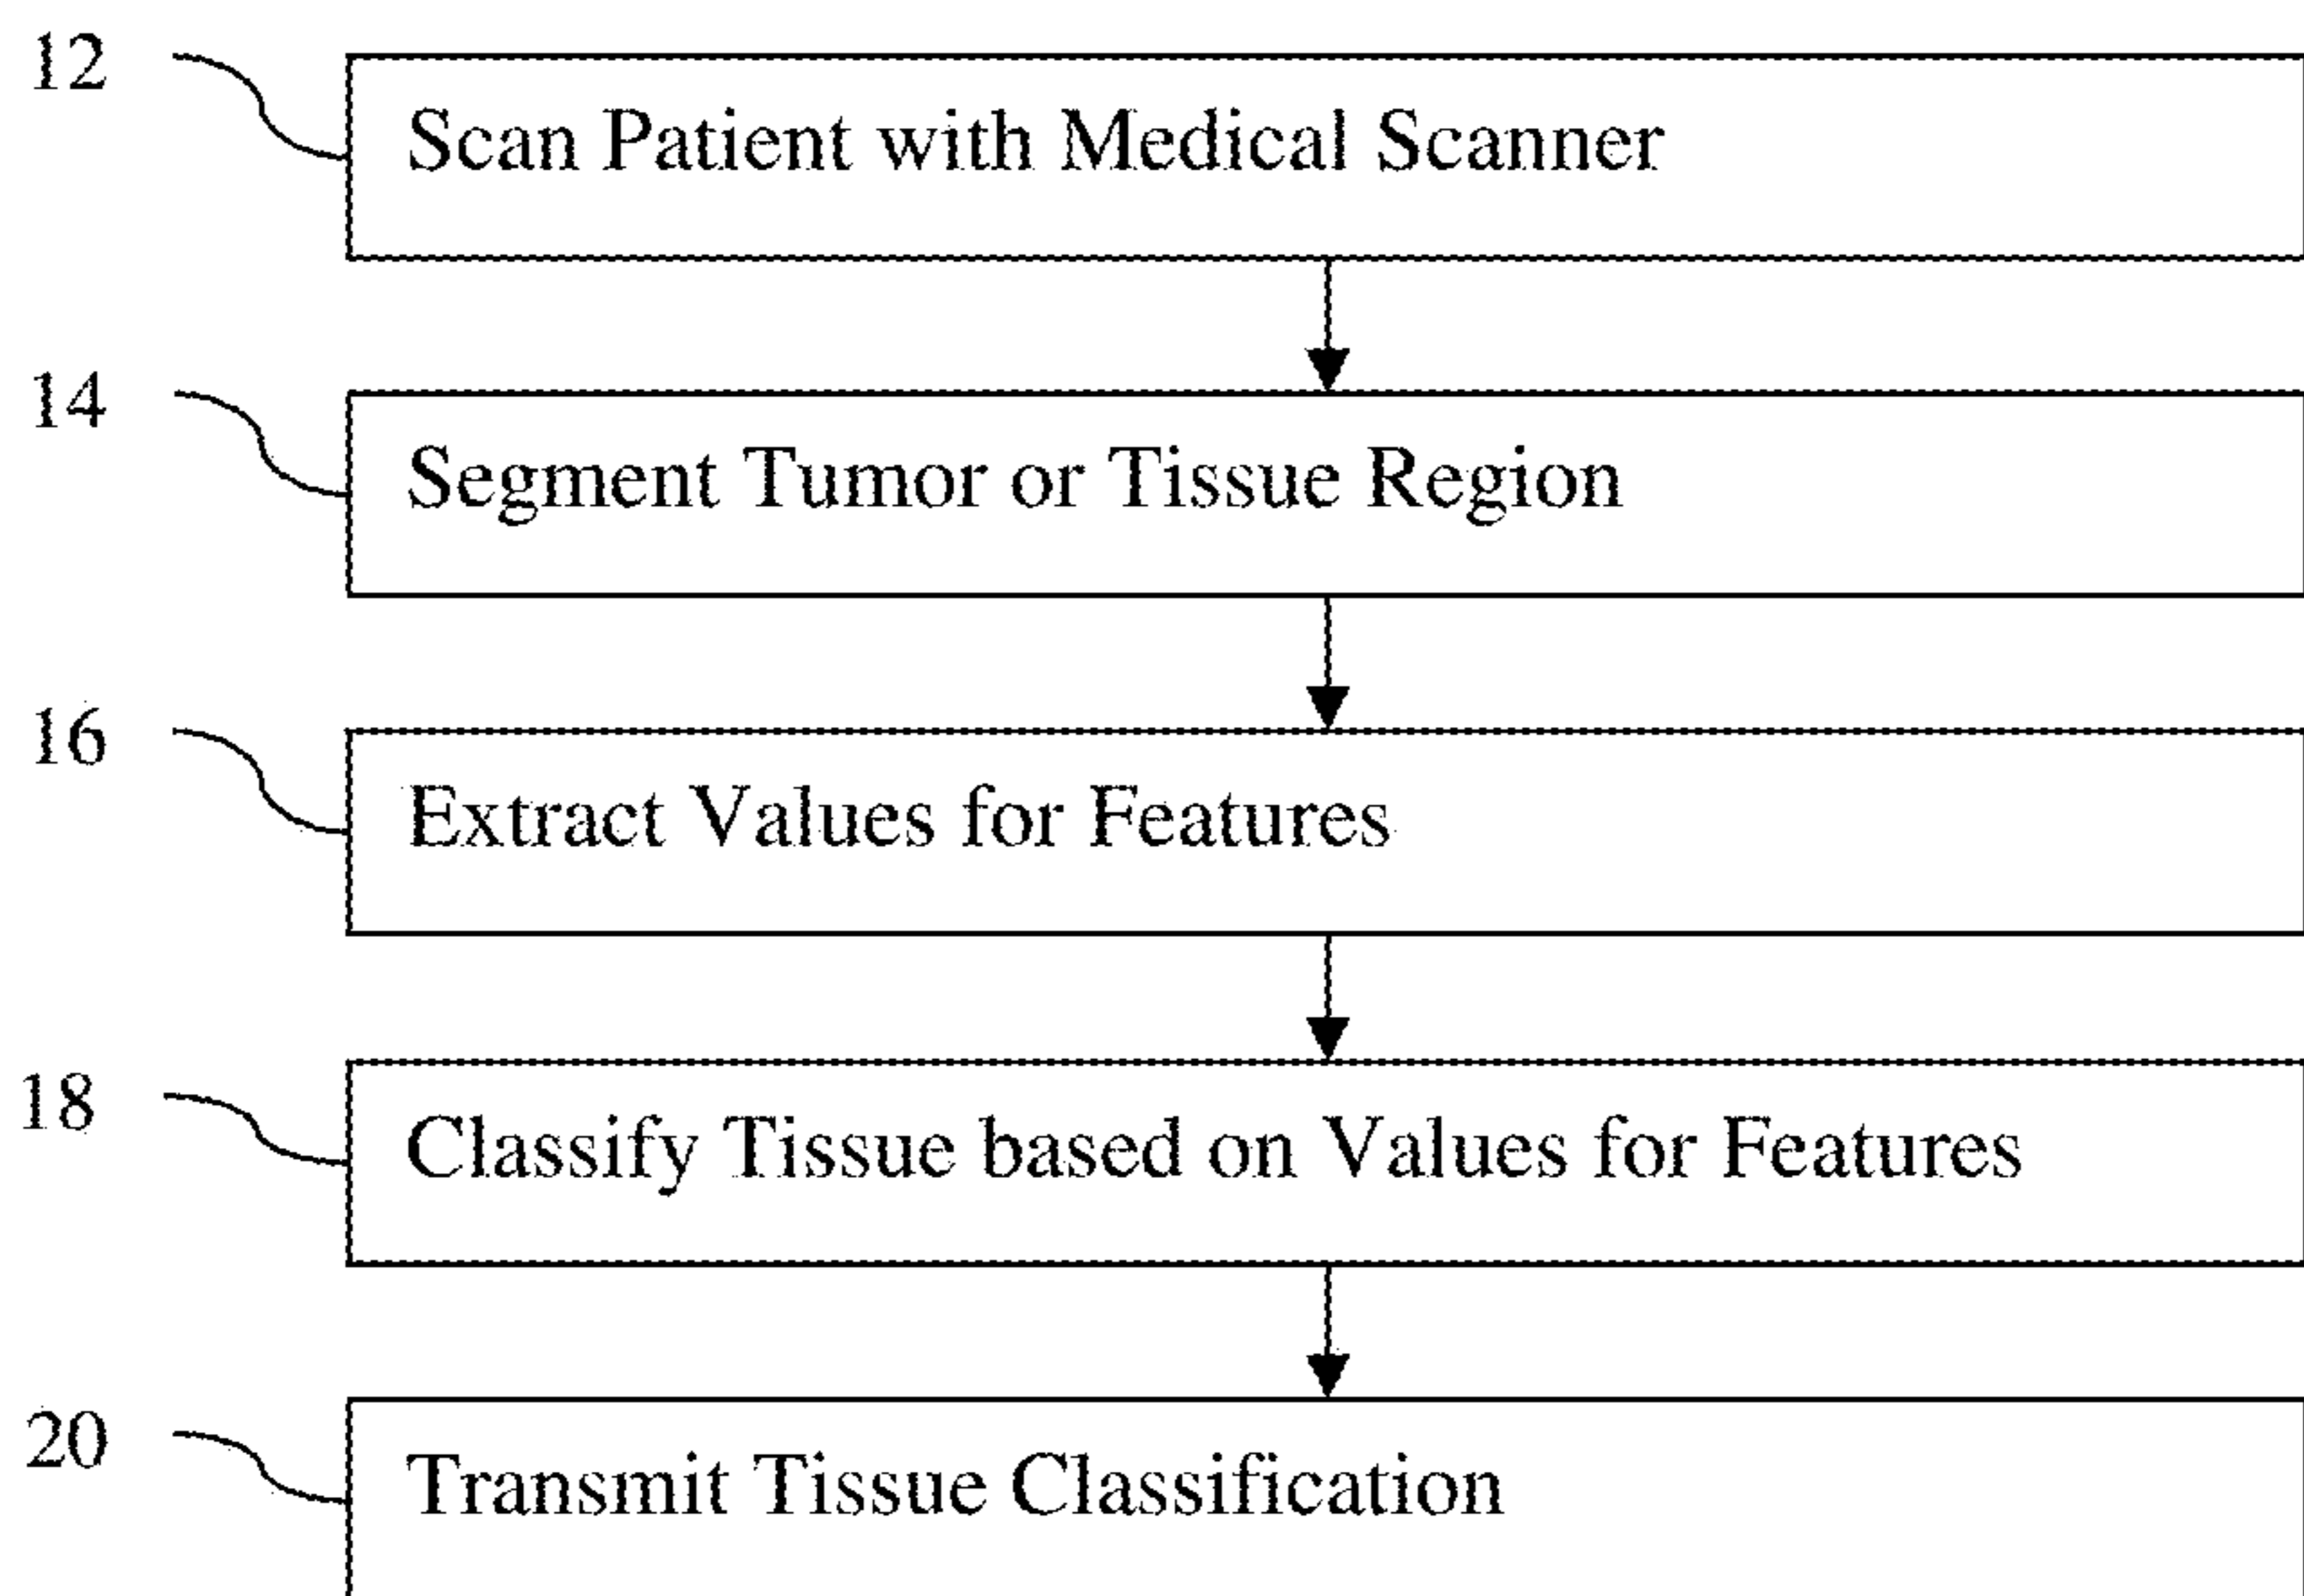 12
Scan Patient with Medical Scanner
14
Segment Tumor or Tissue Region
16
Extract Values for Features
18
Classify Tissue based on Values for Features
20
Transmit Tissue Classification